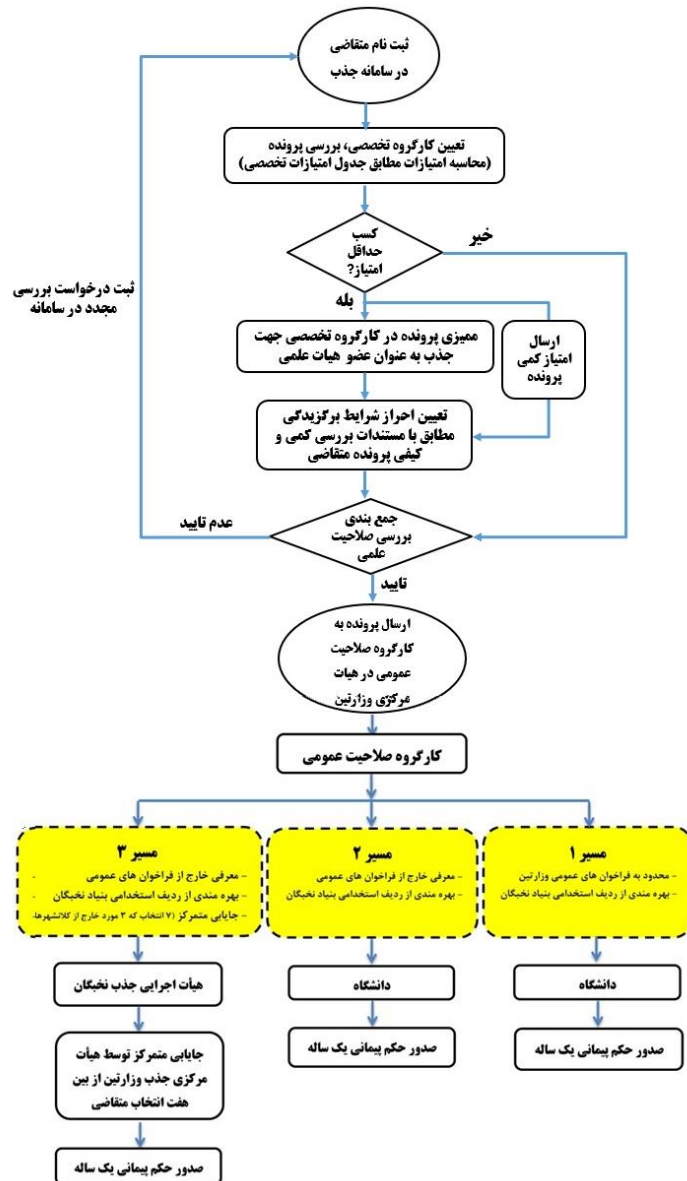 ثبت نام متقاضی
در سامانه جذب
تعیین کارگروه تخصصی، بررسی پرونده
(محاسبه امتیازات مطابق جدول امتیازات تخصصی)
کسب
حداقل
امتیاز؟
خیر
بله
ثبت درخواست بررسی
مجدد در سامانه
ممیزی پرونده در کارگروه تخصصی جهت
جذب به عنوان عضو هیات علمی
ارسال
امتیاز کمی
پرونده
تعیین احراز شرایط برگزیدگی
مطابق با مستندات بررسی کمی و
کیفی پرونده متقاضی
جمع بندی
بررسی صلاحیت
علمی
عدم تایید
تایید
ارسال پرونده به
کارگروه صلاحیت
عمومی در هیات
مرکزی وزارتین
کارگروه صلاحیت عمومی
مسیر ۱
- محدود به فراخوان های عمومی وزارتین
- بهره مندی از ردیف استخدامی بنیاد نخبگان
دانشگاه
صدور حکم پیمانی یک ساله
مسیر ۲
- معرفی خارج از فراخوان های عمومی
- بهره مندی از ردیف استخدامی بنیاد نخبگان
دانشگاه
صدور حکم پیمانی یک ساله
مسیر ۳
- معرفی خارج از فراخوان های عمومی -
- بهره مندی از ردیف استخدامی بنیاد نخبگان -
- جایابی متمرکز (۷ انتخاب که ۳ مورد خارج از کلانشهرها-
هیأت اجرایی جذب نخبگان
جایابی متمرکز توسط هیأت
مرکزی جذب وزارتین از بین
هفت انتخاب متقاضی
صدور حکم پیمانی یک ساله